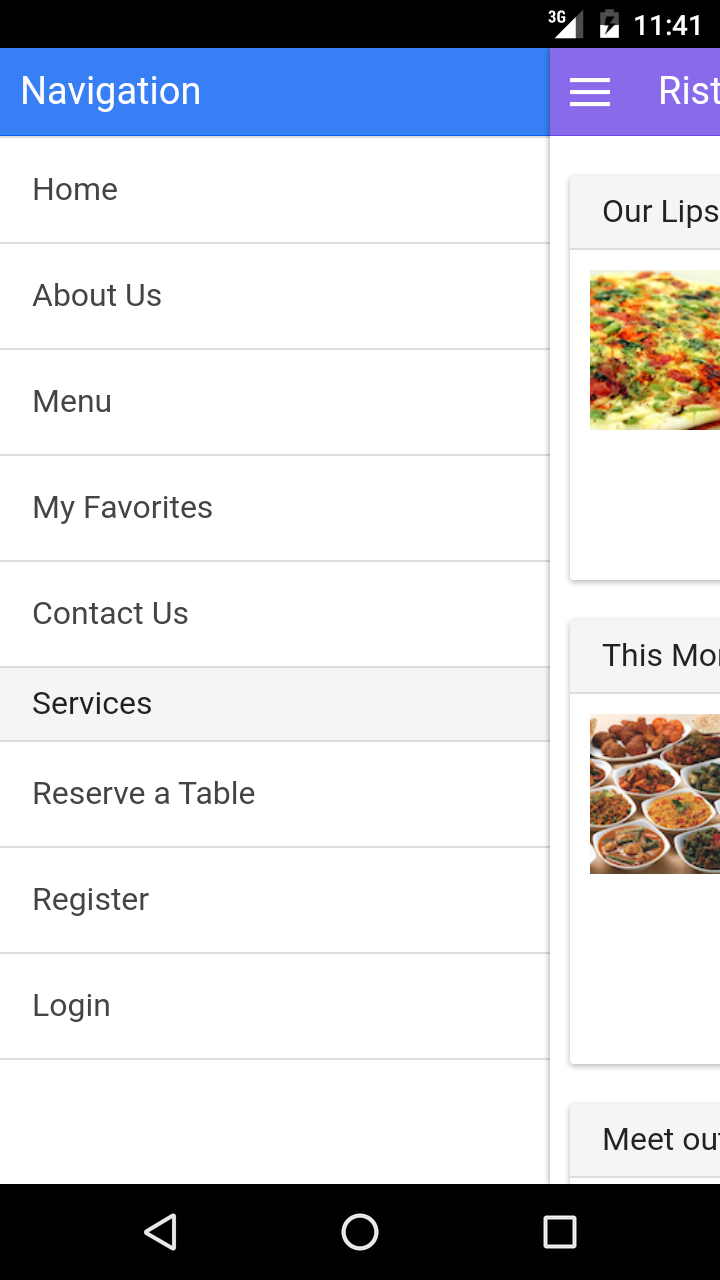 3G 11:41
Navigation
Rist
Home
About Us
Menu
My Favorites
Contact Us
Services
Reserve a Table
Register
Login
Our Lips
This Mo
Meet ou